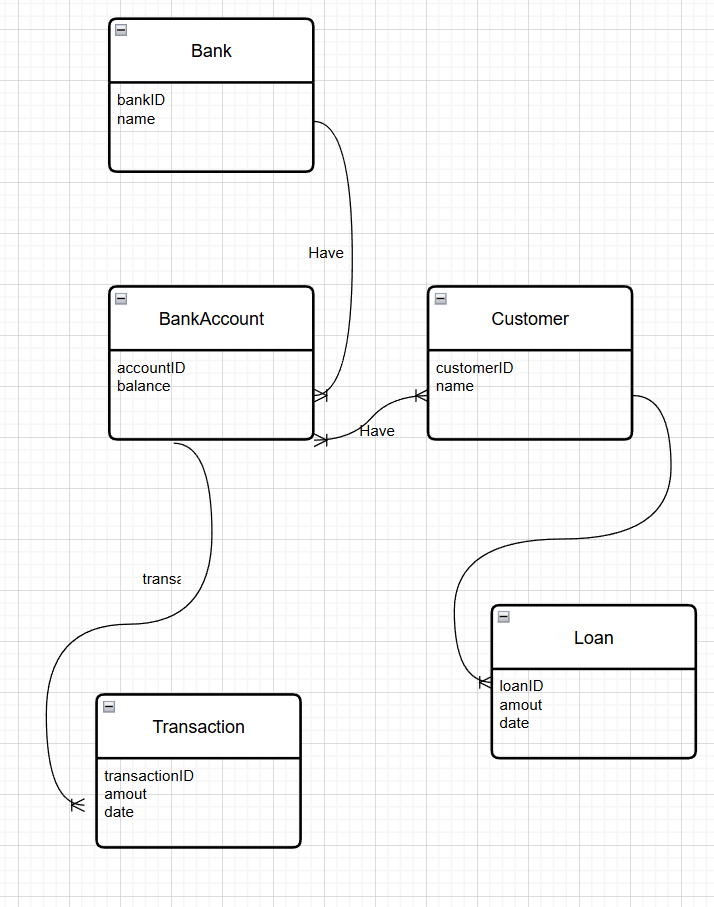 Bank
bankID
name
Have
BankAccount
accountID
balance
Customer
customerID
name
Have
Transaction
transactionID
amout
date
Loan
loanID
amout
date